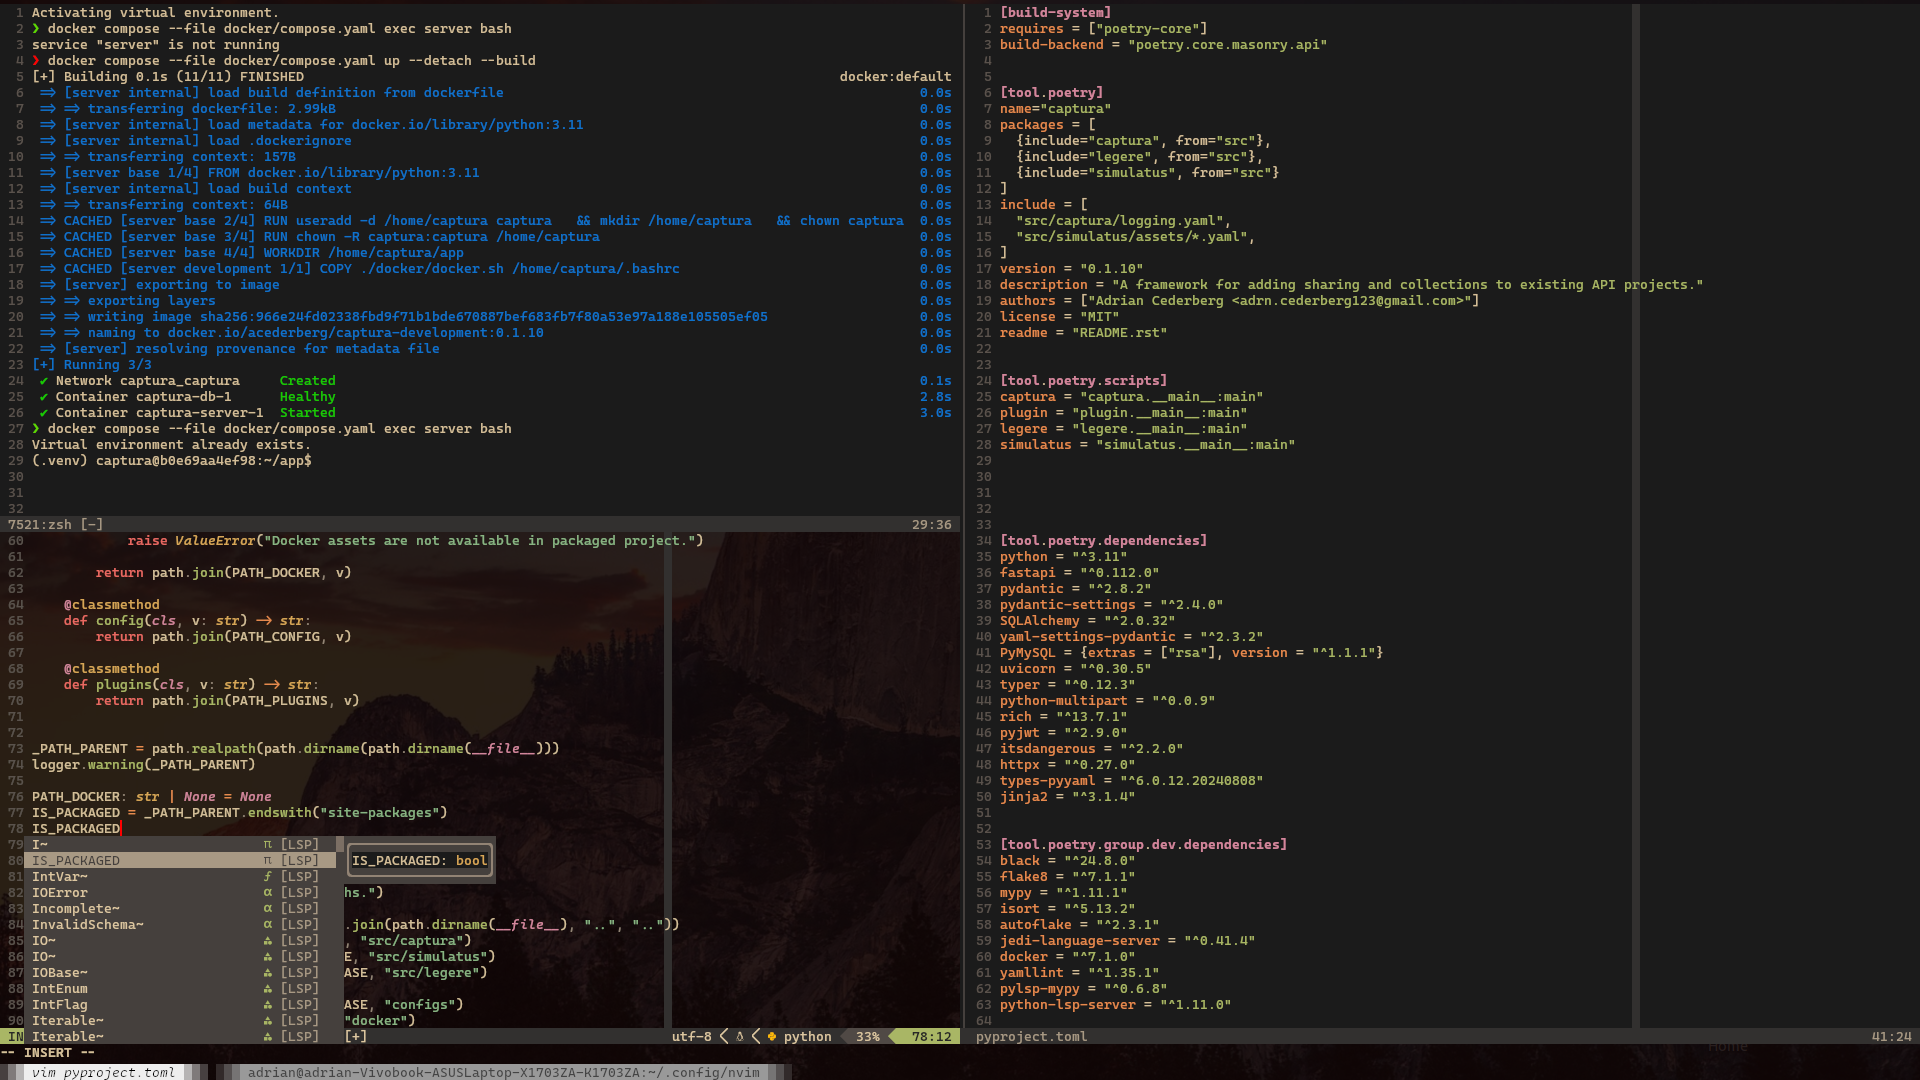 1 Activating virtual environment.
2 ❯ docker compose --file docker/compose.yaml exec server bash
3 service "server" is not running
4 ❯ docker compose --file docker/compose.yaml up --detach --build
5 [+] Building 0.1s (11/11) FINISHED docker:default
6 => [server internal] load build definition from dockerfile 0.0s
7 => => transferring dockerfile: 2.99kB 0.0s
8 => [server internal] load metadata for docker.io/library/python:3.11 0.0s
9 => [server internal] load .dockerignore 0.0s
10 => => transferring context: 157B 0.0s
11 => [server base 1/4] FROM docker.io/library/python:3.11 0.0s
12 => [server internal] load build context 0.0s
13 => => transferring context: 64B 0.0s
14 => CACHED [server base 2/4] RUN useradd -d /home/captura captura && mkdir /home/captura && chown captura 0.0s
15 => CACHED [server base 3/4] RUN chown -R captura:captura /home/captura 0.0s
16 => CACHED [server base 4/4] WORKDIR /home/captura/app 0.0s
17 => CACHED [server development 1/1] COPY ./docker/docker.sh /home/captura/.bashrc 0.0s
18 => [server] exporting to image 0.0s
19 => => exporting layers 0.0s
20 => => writing image sha256:966e24fd02338fbd9f71b1bde670887bef683fb7f80a53e97a188e105505ef05 0.0s
21 => => naming to docker.io/acederberg/captura-development:0.1.10 0.0s
22 => [server] resolving provenance for metadata file 0.0s
23 [+] Running 3/3
24 ✔ Network captura_captura Created 0.1s
25 ✔ Container captura-db-1 Healthy 2.8s
26 ✔ Container captura-server-1 Started 3.0s
27 ❯ docker compose --file docker/compose.yaml exec server bash
28 Virtual environment already exists.
29 (.venv) captura@b0e69aa4ef98:~/app$
30
31
32
7521:zsh [-] 29:36
60 raise ValueError("Docker assets are not available in packaged project.")
61
62 return path.join(PATH_DOCKER, v)
63
64 @classmethod
65 def config(cls, v: str) -> str:
66 return path.join(PATH_CONFIG, v)
67
68 @classmethod
69 def plugins(cls, v: str) -> str:
70 return path.join(PATH_PLUGINS, v)
71
72
73 _PATH_PARENT = path.realpath(path.dirname(path.dirname(__file__)))
74 logger.warning(_PATH_PARENT)
75
76 PATH_DOCKER: str | None = None
77 IS_PACKAGED = _PATH_PARENT.endswith("site-packages")
78 IS_PACKAGED
79 I~ π [LSP]
80 IS_PACKAGED π [LSP] IS_PACKAGED: bool
81 IntVar~ ƒ [LSP]
82 IOError α [LSP] hs.")
83 Incomplete~ α [LSP]
84 InvalidSchema~ α [LSP] .join(path.dirname(__file__), "..", ".."))
85 IO~ [LSP] , "src/captura")
86 IO~ [LSP] E, "src/simulatus")
87 IOBase~ [LSP] ASE, "src/legere")
88 IntEnum [LSP]
89 IntFlag [LSP] ASE, "configs")
90 Iterable~ [LSP] "docker")
IN Iterable~ [LSP] [+] utf-8 python 33% 78:12
-- INSERT --
vim pyproject.toml adrian@adrian-Vivobook-ASUSLaptop-X1703ZA-K1703ZA:~/.config/nvim
1 [build-system]
2 requires = ["poetry-core"]
3 build-backend = "poetry.core.masonry.api"
4
5
6 [tool.poetry]
7 name="captura"
8 packages = [
9 {include="captura", from="src"},
10 {include="legere", from="src"},
11 {include="simulatus", from="src"}
12 ]
13 include = [
14 "src/captura/logging.yaml",
15 "src/simulatus/assets/*.yaml",
16 ]
17 version = "0.1.10"
18 description = "A framework for adding sharing and collections to existing API projects."
19 authors = ["Adrian Cederberg <adrn.cederberg123@gmail.com>"]
20 license = "MIT"
21 readme = "README.rst"
22
23
24 [tool.poetry.scripts]
25 captura = "captura.__main__:main"
26 plugin = "plugin.__main__:main"
27 legere = "legere.__main__:main"
28 simulatus = "simulatus.__main__:main"
29
30
31
32
33
34 [tool.poetry.dependencies]
35 python = "^3.11"
36 fastapi = "^0.112.0"
37 pydantic = "^2.8.2"
38 pydantic-settings = "^2.4.0"
39 SQLAlchemy = "^2.0.32"
40 yaml-settings-pydantic = "^2.3.2"
41 PyMySQL = {extras = ["rsa"], version = "^1.1.1"}
42 uvicorn = "^0.30.5"
43 typer = "^0.12.3"
44 python-multipart = "^0.0.9"
45 rich = "^13.7.1"
46 pyjwt = "^2.9.0"
47 itsdangerous = "^2.2.0"
48 httpx = "^0.27.0"
49 types-pyyaml = "^6.0.12.20240808"
50 jinja2 = "^3.1.4"
51
52
53 [tool.poetry.group.dev.dependencies]
54 black = "^24.8.0"
55 flake8 = "^7.1.1"
56 mypy = "^1.11.1"
57 isort = "^5.13.2"
58 autoflake = "^2.3.1"
59 jedi-language-server = "^0.41.4"
60 docker = "^7.1.0"
61 yamllint = "^1.35.1"
62 pylsp-mypy = "^0.6.8"
63 python-lsp-server = "^1.11.0"
64
pyproject.toml 41:24
Home